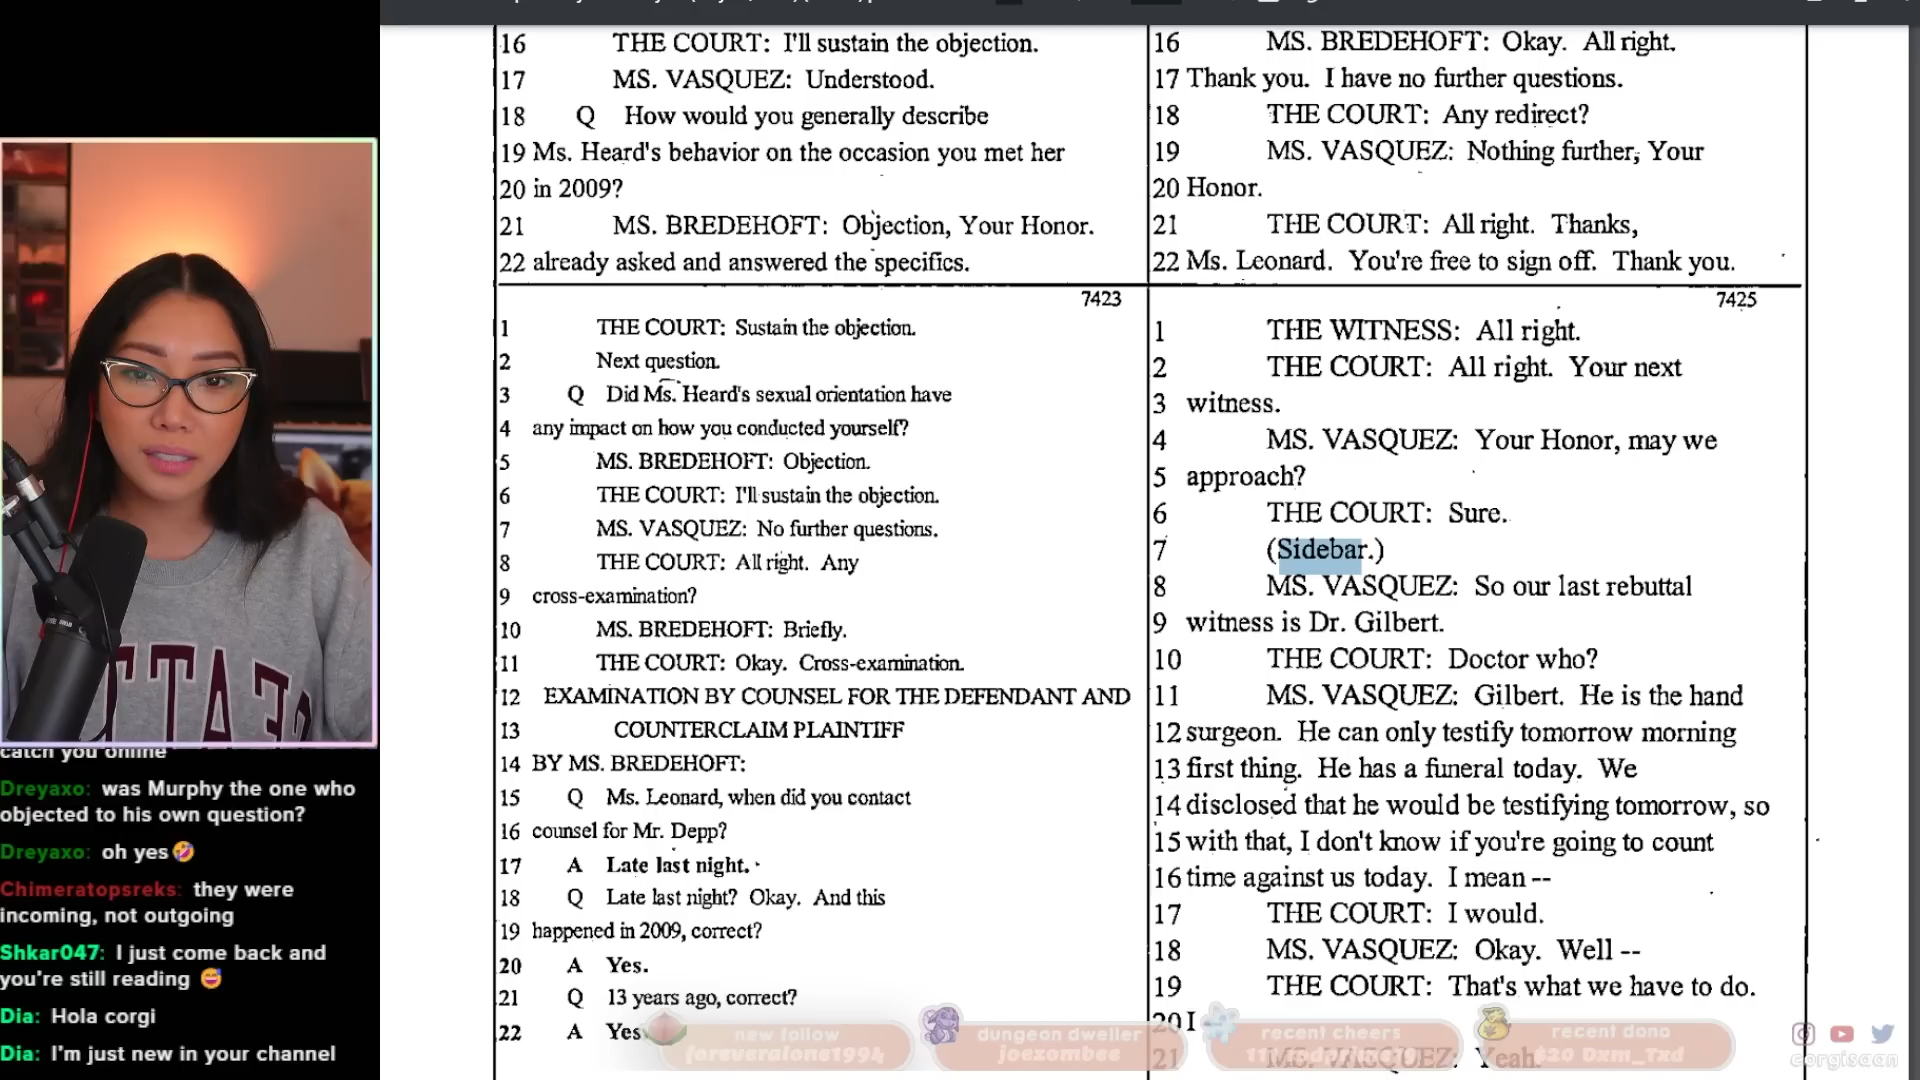 16 THE COURT: I'll sustain the objection.
17 MS. VASQUEZ: Understood.
18 Q How would you generally describe
19 Ms. Heard's behavior on the occasion you met her
20 in 2009?
21 MS. BREDEHOFT: Objection, Your Honor.
22 already asked and answered the specifics.
7423
1 THE COURT: Sustain the objection.
2 Next question.
3 Q Did Ms. Heard's sexual orientation have
4 any impact on how you conducted yourself?
5 MS. BREDEHOFT: Objection.
6 THE COURT: I'll sustain the objection.
7 MS. VASQUEZ: No further questions.
8 THE COURT: All right. Any
9 cross-examination?
10 MS. BREDEHOFT: Briefly.
11 THE COURT: Okay. Cross-examination.
12 EXAMINATION BY COUNSEL FOR THE DEFENDANT AND
13 COUNTERCLAIM PLAINTIFF
14 BY MS. BREDEHOFT:
15 Q Ms. Leonard, when did you contact
16 counsel for Mr. Depp?
17 A Late last night.
18 Q Late last night? Okay. And this
19 happened in 2009, correct?
20 A Yes.
21 Q 13 years ago, correct?
22 A Yes
16 MS. BREDEHOFT: Okay. All right.
17 Thank you. I have no further questions.
18 THE COURT: Any redirect?
19 MS. VASQUEZ: Nothing further, Your
20 Honor.
21 THE COURT: All right. Thanks,
22 Ms. Leonard. You're free to sign off. Thank you.
7425
1 THE WITNESS: All right.
2 THE COURT: All right. Your next
3 witness.
4 MS. VASQUEZ: Your Honor, may we
5 approach?
6 THE COURT: Sure.
7 (Sidebar.)
8 MS. VASQUEZ: So our last rebuttal
9 witness is Dr. Gilbert.
10 THE COURT: Doctor who?
11 MS. VASQUEZ: Gilbert. He is the hand
12 surgeon. He can only testify tomorrow morning
13 first thing. He has a funeral today. We
14 disclosed that he would be testifying tomorrow, so
15 with that, I don't know if you're going to count
16 time against us today. I mean --
17 THE COURT: I would.
18 MS. VASQUEZ: Okay. Well --
19 THE COURT: That's what we have to do.
20 I
21 MS. VASQUEZ: Yeah.
catch you online
Dreyaxo: was Murphy the one who
objected to his own question?
Dreyaxo: oh yes🤣
Chimeratopsreks: they were
incoming, not outgoing
Shkar047: I just come back and
you're still reading 😅
Dia: Hola corgi
Dia: I'm just new in your channel
new follow
foreveralone1994
dungeon dweller
joezombee
recent cheers
recent dono
$20 Dxm_Txd
corgisaan